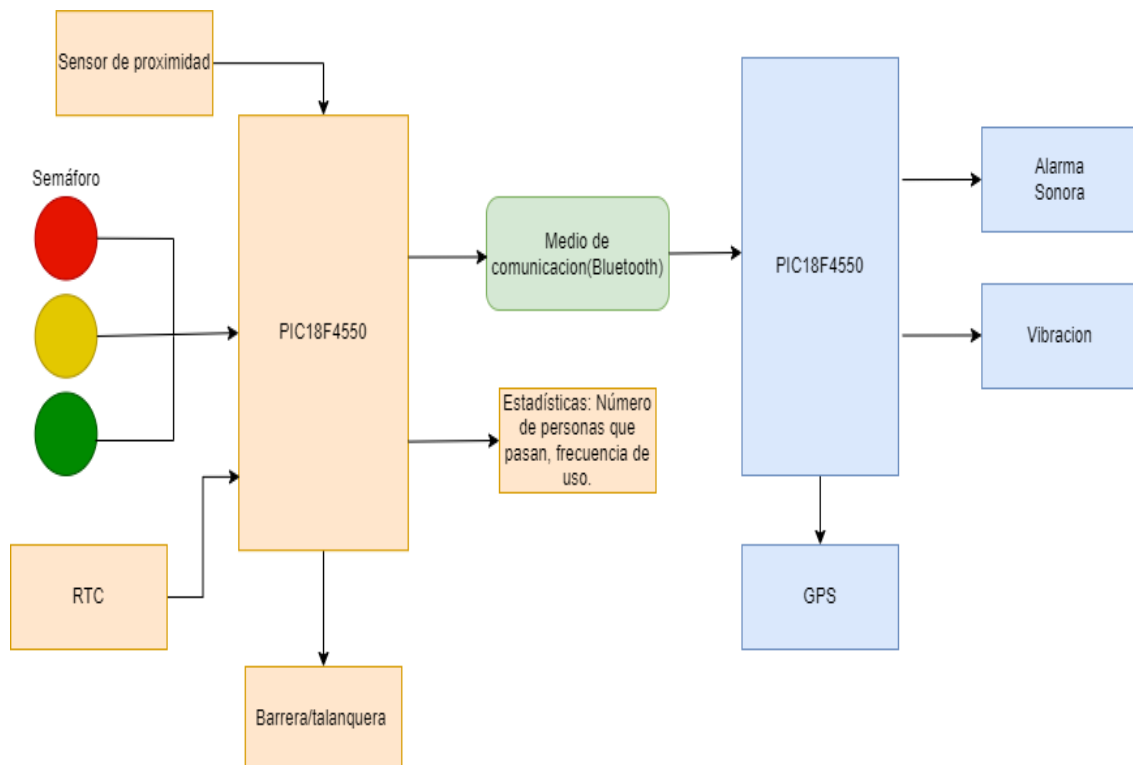 Sensor de proximidad
Semáforo
PIC18F4550
Medio de
comunicacion(Bluetooth)
PIC18F4550
Alarma
Sonora
Vibracion
Estadísticas: Número
de personas que
pasan, frecuencia de
uso.
RTC
GPS
Barrera/talanquera